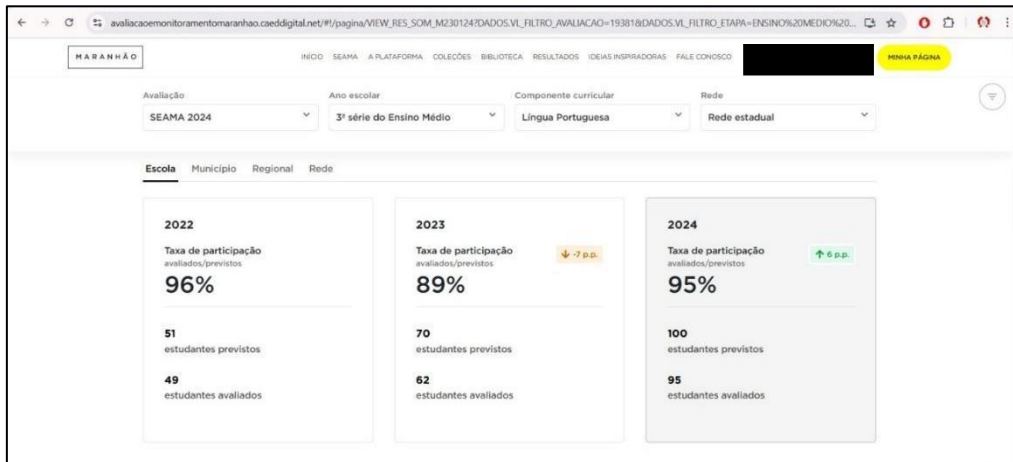 avaliacaoemonitoramentomaranhao.caeddigital.net/#!/pagina/VIEW_RES_SOM_M230124?DADOS.VL_FILTRO_AVALIACAO=19381&DADOS.VL_FILTRO_ETAPA=ENSINO%20MEDIO%20...
MARANHÃO INÍCIO SEAMA A PLATAFORMA COLEÇÕES BIBLIOTECA RESULTADOS IDEIAS INSPIRADORAS FALE CONOSCO MINHA PÁGINA
Avaliação Ano escolar Componente curricular Rede
SEAMA 2024 3ª série do Ensino Médio Língua Portuguesa Rede estadual
Escola Município Regional Rede
2022
Taxa de participação
avaliados/previstos
96%
51
estudantes previstos
49
estudantes avaliados
2023
Taxa de participação
↓ -7 p.p.
avaliados/previstos
89%
70
estudantes previstos
62
estudantes avaliados
2024
Taxa de participação
↑ 6 p.p.
avaliados/previstos
95%
100
estudantes previstos
95
estudantes avaliados